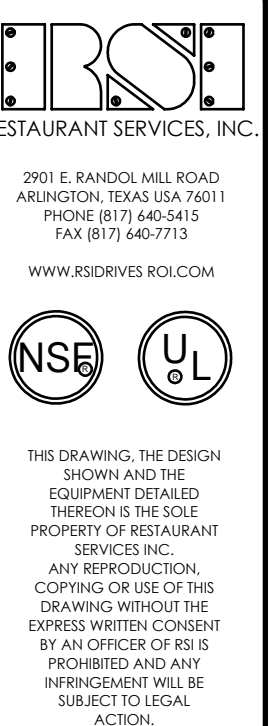 RSI
ESTAURANT SERVICES, INC.
2901 E. RANDOL MILL ROAD
ARLINGTON, TEXAS USA 76011
PHONE (817) 640-5415
FAX (817) 640-7713
WWW.RSIDRIVES ROI.COM
NSF® UL®
THIS DRAWING, THE DESIGN
SHOWN AND THE
EQUIPMENT DETAILED
THEREON IS THE SOLE
PROPERTY OF RESTAURANT
SERVICES INC.
ANY REPRODUCTION,
COPYING OR USE OF THIS
DRAWING WITHOUT THE
EXPRESS WRITTEN CONSENT
BY AN OFFICER OF RSI IS
PROHIBITED AND ANY
INFRINGEMENT WILL BE
SUBJECT TO LEGAL
ACTION.